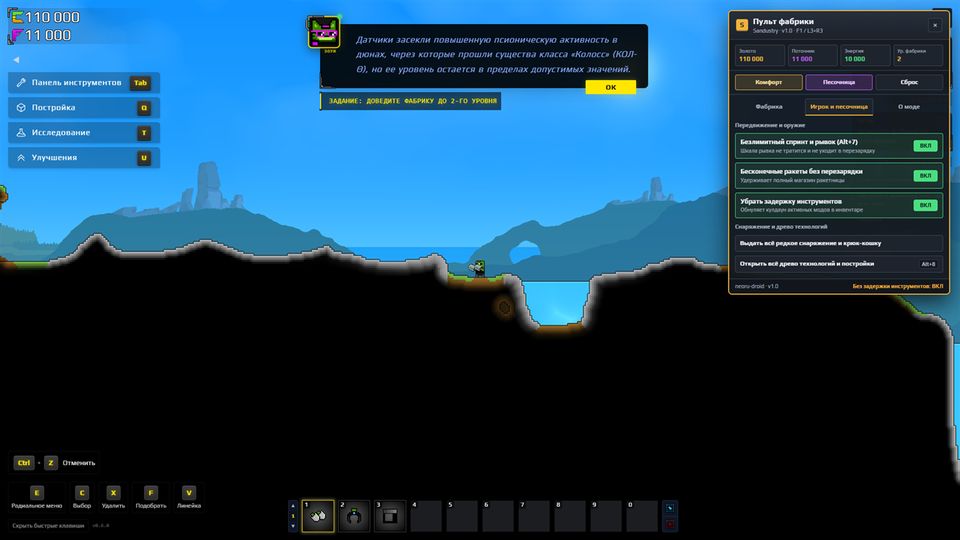 110 000
11 000
Панель инструментов Tab
Постройка Q
Исследование T
Улучшения U
Датчики засекли повышенную псионическую активность в
дюнах, через которые прошли существа класса «Колосс» (КОЛ-
Θ), но ее уровень остается в пределах допустимых значений.
OK
ЗАДАНИЕ: ДОВЕДИТЕ ФАБРИКУ ДО 2-ГО УРОВНЯ
S
Пульт фабрики
Sandustry · v1.0 · F1 / L3+R3
×
Золото
110 000
Потоник
11 000
Энергия
10 000
Ур. фабрики
2
Комфорт
Песочница
Сброс
Фабрика
Игрок и песочница
О моде
Передвижение и оружие
Безлимитный спринт и рывок (Alt+7)
Шкала рывка не тратится и не уходит в перезарядку
ВКЛ
Бесконечные ракеты без перезарядки
Удерживает полный магазин ракетницы
ВКЛ
Убрать задержку инструментов
Обнуляет кулдаун активных модов в инвентаре
ВКЛ
Снаряжение и древо технологий
Выдать всё редкое снаряжение и крюк-кошку
Открыть всё древо технологий и постройки Alt+8
neoru-droid · v1.0
Без задержки инструментов: ВКЛ
Ctrl + Z Отменить
E C X F V
Радиальное меню Выбор Удалить Подобрать Линейка
Скрыть быстрые клавиши
1 1 2 3 4 5 6 7 8 9 0